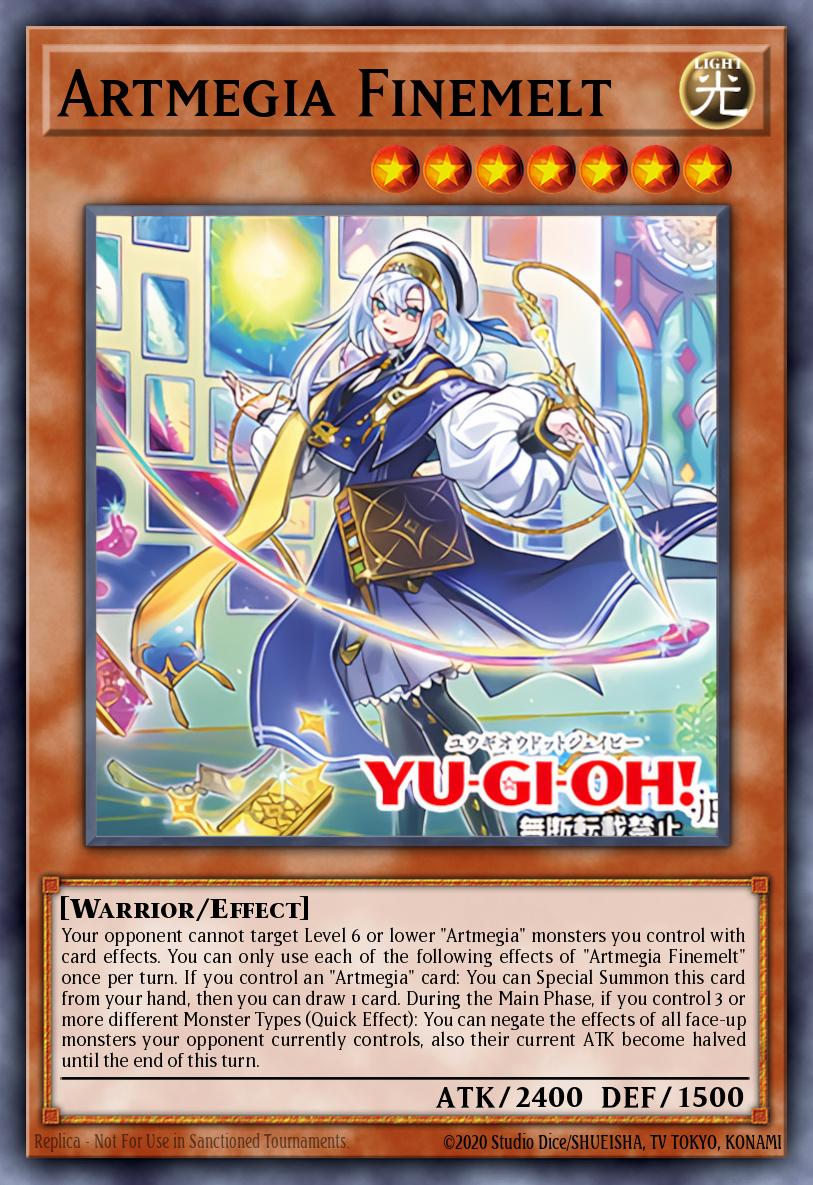 Artmegia Finemelt
LIGHT
光
ユウギオウドットジェイピー
YU-GI-OH!
.jp
無断転載禁止
[Warrior/Effect]
Your opponent cannot target Level 6 or lower "Artmegia" monsters you control with
card effects. You can only use each of the following effects of "Artmegia Finemelt"
once per turn. If you control an "Artmegia" card: You can Special Summon this card
from your hand, then you can draw 1 card. During the Main Phase, if you control 3 or
more different Monster Types (Quick Effect): You can negate the effects of all face-up
monsters your opponent currently controls, also their current ATK become halved
until the end of this turn.
ATK/2400 DEF/1500
Replica - Not For Use in Sanctioned Tournaments.
©2020 Studio Dice/SHUEISHA, TV TOKYO, KONAMI